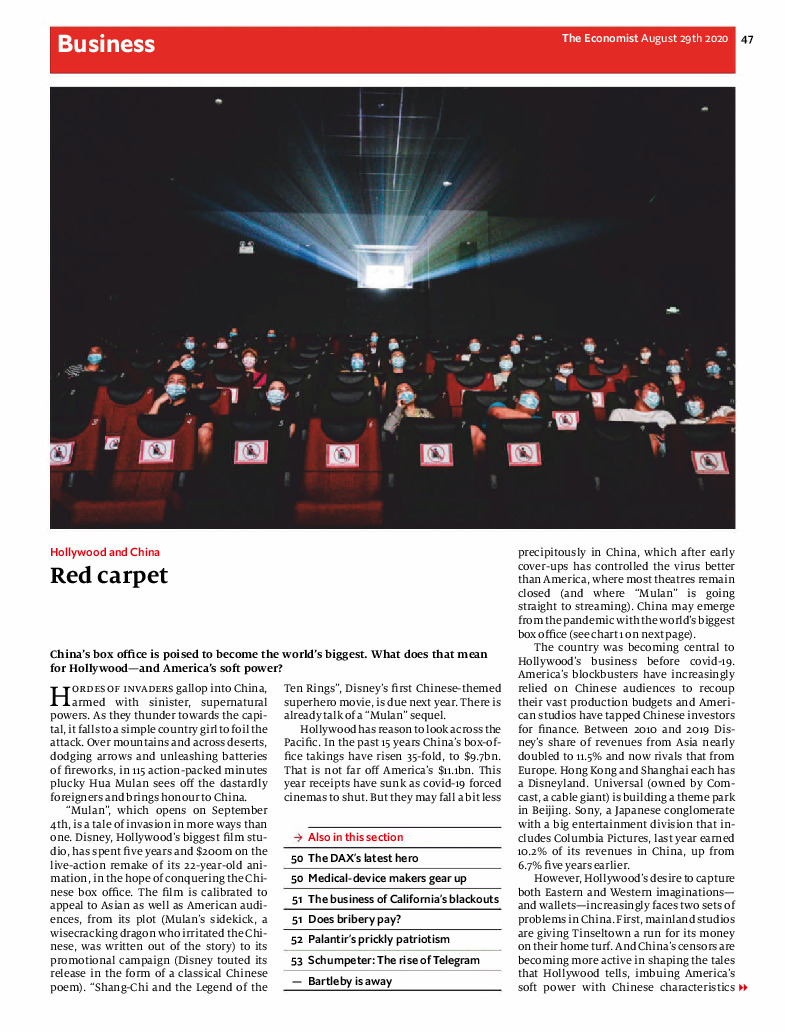 Business
The Economist August 29th 2020 47
Hollywood and China
Red carpet
China's box office is poised to become the world's biggest. What does that mean
for Hollywood—and America's soft power?
HORDES OF INVADERS gallop into China,
armed with sinister, supernatural
powers. As they thunder towards the capi-
tal, it falls to a simple country girl to foil the
attack. Over mountains and across deserts,
dodging arrows and unleashing batteries
of fireworks, in 115 action-packed minutes
plucky Hua Mulan sees off the dastardly
foreigners and brings honour to China.
"Mulan", which opens on September
4th, is a tale of invasion in more ways than
one. Disney, Hollywood's biggest film stu-
dio, has spent five years and $200m on the
live-action remake of its 22-year-old ani-
mation, in the hope of conquering the Chi-
nese box office. The film is calibrated to
appeal to Asian as well as American audi-
ences, from its plot (Mulan's sidekick, a
wisecracking dragon who irritated the Chi-
nese, was written out of the story) to its
promotional campaign (Disney touted its
release in the form of a classical Chinese
poem). "Shang-Chi and the Legend of the
Ten Rings", Disney's first Chinese-themed
superhero movie, is due next year. There is
already talk of a "Mulan" sequel.
Hollywood has reason to look across the
Pacific. In the past 15 years China's box-of-
fice takings have risen 35-fold, to $9.7bn.
That is not far off America's $11.1bn. This
year receipts have sunk as covid-19 forced
cinemas to shut. But they may fall a bit less
→ Also in this section
50 The DAX's latest hero
50 Medical-device makers gear up
51 The business of California's blackouts
51 Does bribery pay?
52 Palantir's prickly patriotism
53 Schumpeter: The rise of Telegram
— Bartleby is away
precipitously in China, which after early
cover-ups has controlled the virus better
than America, where most theatres remain
closed (and where "Mulan" is going
straight to streaming). China may emerge
from the pandemic with the world's biggest
box office (see chart 1 on next page).
The country was becoming central to
Hollywood's business before covid-19.
America's blockbusters have increasingly
relied on Chinese audiences to recoup
their vast production budgets and Ameri-
can studios have tapped Chinese investors
for finance. Between 2010 and 2019 Dis-
ney's share of revenues from Asia nearly
doubled to 11.5% and now rivals that from
Europe. Hong Kong and Shanghai each has
a Disneyland. Universal (owned by Com-
cast, a cable giant) is building a theme park
in Beijing. Sony, a Japanese conglomerate
with a big entertainment division that in-
cludes Columbia Pictures, last year earned
10.2% of its revenues in China, up from
6.7% five years earlier.
However, Hollywood's desire to capture
both Eastern and Western imaginations—
and wallets—increasingly faces two sets of
problems in China. First, mainland studios
are giving Tinseltown a run for its money
on their home turf. And China's censors are
becoming more active in shaping the tales
that Hollywood tells, imbuing America's
soft power with Chinese characteristics